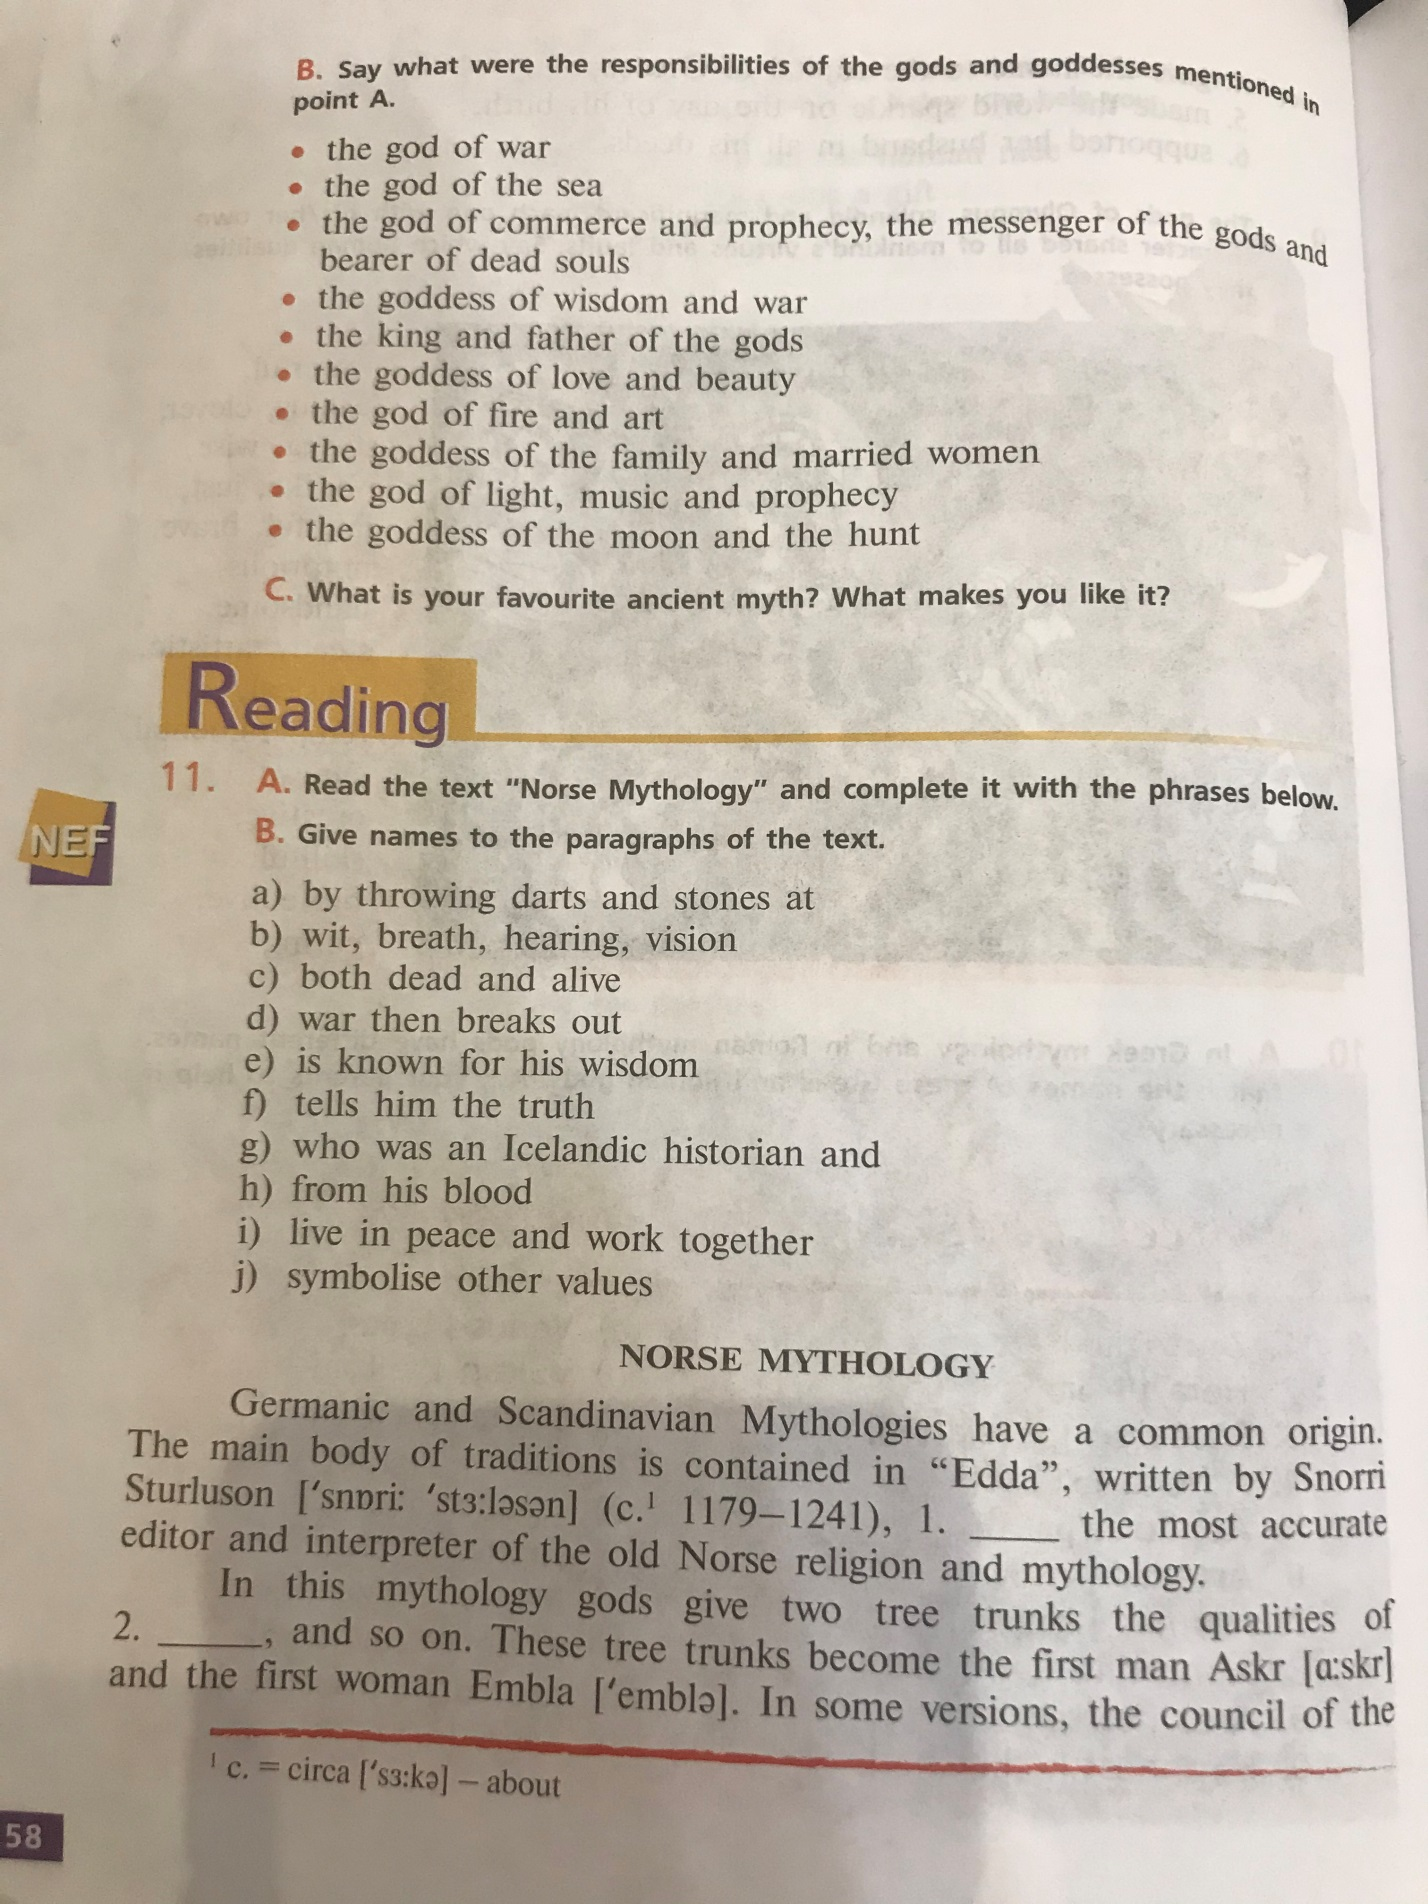 B. Say what were the responsibilities of the gods and goddesses mentioned in
point A.
• the god of war
• the god of the sea
• the god of commerce and prophecy, the messenger of the gods and
bearer of dead souls
• the goddess of wisdom and war
• the king and father of the gods
• the goddess of love and beauty
• the god of fire and art
• the goddess of the family and married women
• the god of light, music and prophecy
• the goddess of the moon and the hunt
C. What is your favourite ancient myth? What makes you like it?
Reading
11. A. Read the text "Norse Mythology" and complete it with the phrases below.
NEF
B. Give names to the paragraphs of the text.
a) by throwing darts and stones at
b) wit, breath, hearing, vision
c) both dead and alive
d) war then breaks out
e) is known for his wisdom
f) tells him the truth
g) who was an Icelandic historian and
h) from his blood
i) live in peace and work together
j) symbolise other values
NORSE MYTHOLOGY
Germanic and Scandinavian Mythologies have a common origin.
The main body of traditions is contained in “Edda”, written by Snorri
Sturluson [ʹsnɒri: ʹstɜ:ləsən] (c.¹ 1179–1241), 1. _____ the most accurate
editor and interpreter of the old Norse religion and mythology.
In this mythology gods give two tree trunks the qualities of
2. ______, and so on. These tree trunks become the first man Askr [ɑ:skr]
and the first woman Embla [ʹemblə]. In some versions, the council of the
¹ c. = circa [ʹsɜ:kə] – about
58